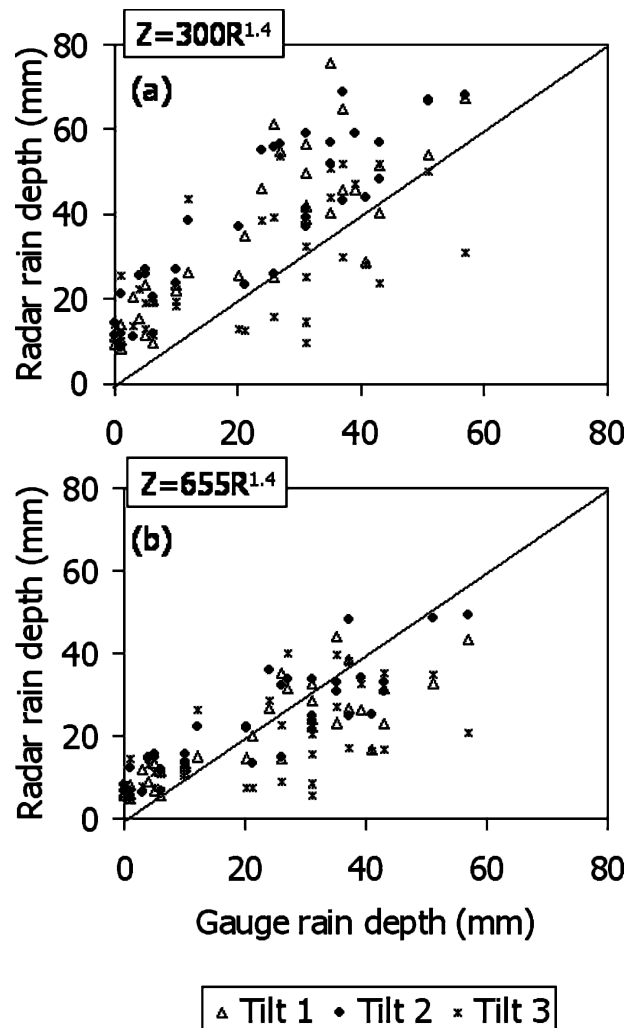 Z=300R1.4
(a)
Radar rain depth (mm)
80
60
40
20
0
0 20 40 60 80
Z=655R1.4
(b)
Radar rain depth (mm)
80
60
40
20
0
0 20 40 60 80
Gauge rain depth (mm)
Tilt 1 Tilt 2 Tilt 3